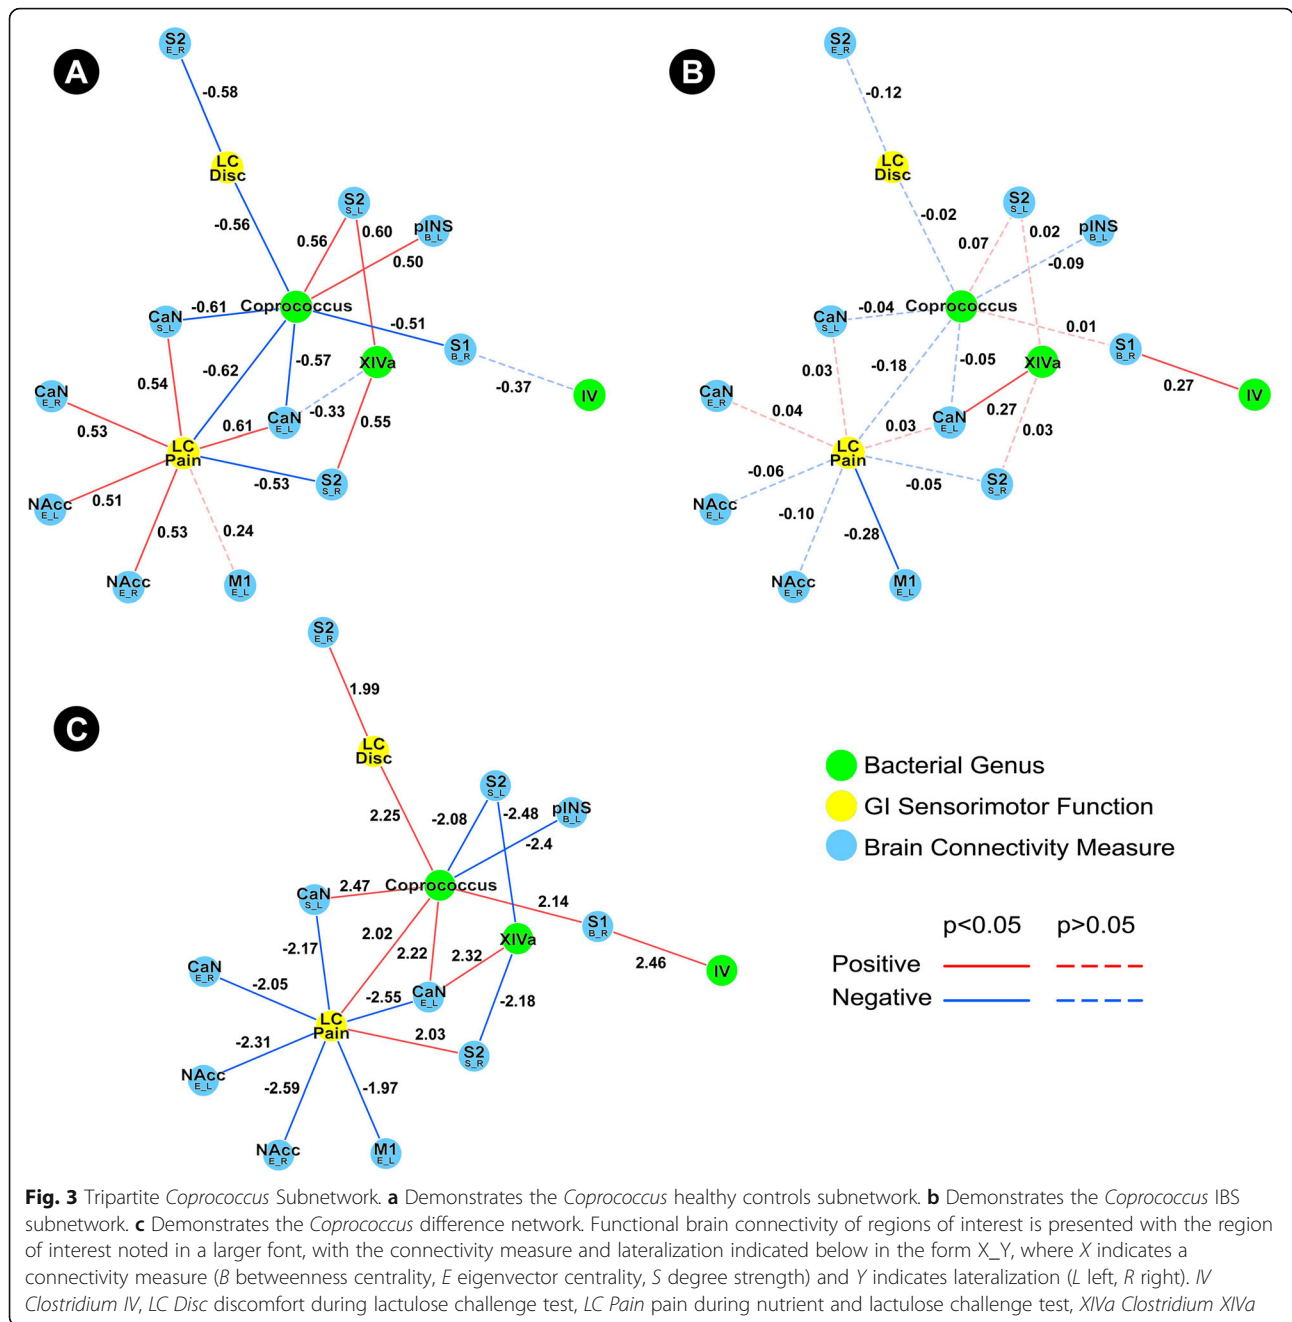 A
S2
E_R
-0.58
LC
Disc
-0.56
S2
S_L
0.56
0.60
pINS
B_L
0.50
Coprococcus
CaN
S_L
-0.61
-0.51
S1
B_R
-0.62
-0.57
XIVa
-0.37
IV
0.54
CaN
E_R
0.53
-0.33
0.61
CaN
E_L
0.55
LC
Pain
-0.53
S2
S_R
0.51
NAcc
E_L
0.53
0.24
NAcc
E_R
M1
E_L
B
S2
E_R
-0.12
LC
Disc
-0.02
S2
S_L
0.07
0.02
pINS
B_L
-0.09
Coprococcus
CaN
S_L
-0.04
0.01
S1
B_R
-0.18
-0.05
XIVa
0.27
IV
0.03
CaN
E_R
0.04
0.27
0.03
CaN
E_L
0.03
LC
Pain
-0.05
S2
S_R
-0.06
NAcc
E_L
-0.10
-0.28
NAcc
E_R
M1
E_L
C
S2
E_R
1.99
LC
Disc
2.25
S2
S_L
-2.08
-2.48
pINS
B_L
-2.4
Coprococcus
CaN
S_L
2.47
2.14
S1
B_R
2.02
2.22
XIVa
2.32
2.46
IV
-2.17
CaN
E_R
-2.05
-2.55
CaN
E_L
-2.18
LC
Pain
2.03
S2
S_R
-2.31
NAcc
E_L
-2.59
-1.97
NAcc
E_R
M1
E_L
Bacterial Genus
GI Sensorimotor Function
Brain Connectivity Measure
p<0.05 p>0.05
Positive
Negative
Fig. 3 Tripartite Coprococcus Subnetwork. a Demonstrates the Coprococcus healthy controls subnetwork. b Demonstrates the Coprococcus IBS
subnetwork. c Demonstrates the Coprococcus difference network. Functional brain connectivity of regions of interest is presented with the region
of interest noted in a larger font, with the connectivity measure and lateralization indicated below in the form X_Y, where X indicates a
connectivity measure (B betweenness centrality, E eigenvector centrality, S degree strength) and Y indicates lateralization (L left, R right). IV
Clostridium IV, LC Disc discomfort during lactulose challenge test, LC Pain pain during nutrient and lactulose challenge test, XIVa Clostridium XIVa